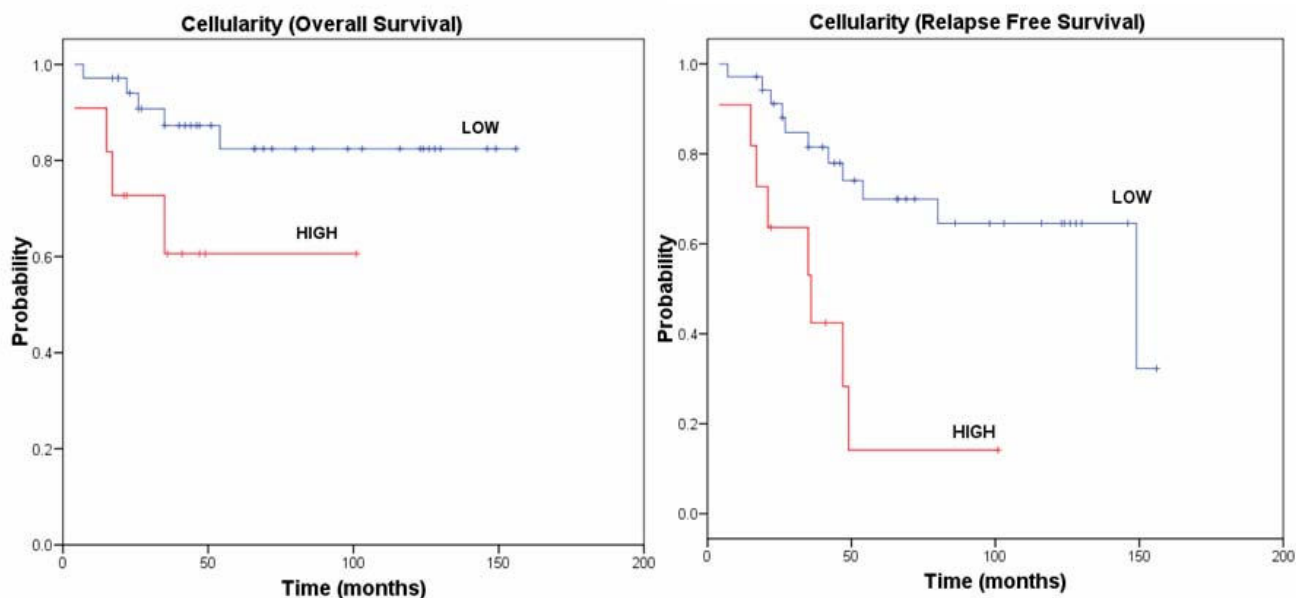 Cellularity (Overall Survival)
1.0
0.8
0.6
0.4
0.2
0.0
Probability
LOW
HIGH
0
50
100
150
200
Time (months)
Cellularity (Relapse Free Survival)
1.0
0.8
0.6
0.4
0.2
0.0
Probability
LOW
HIGH
0
50
100
150
200
Time (months)